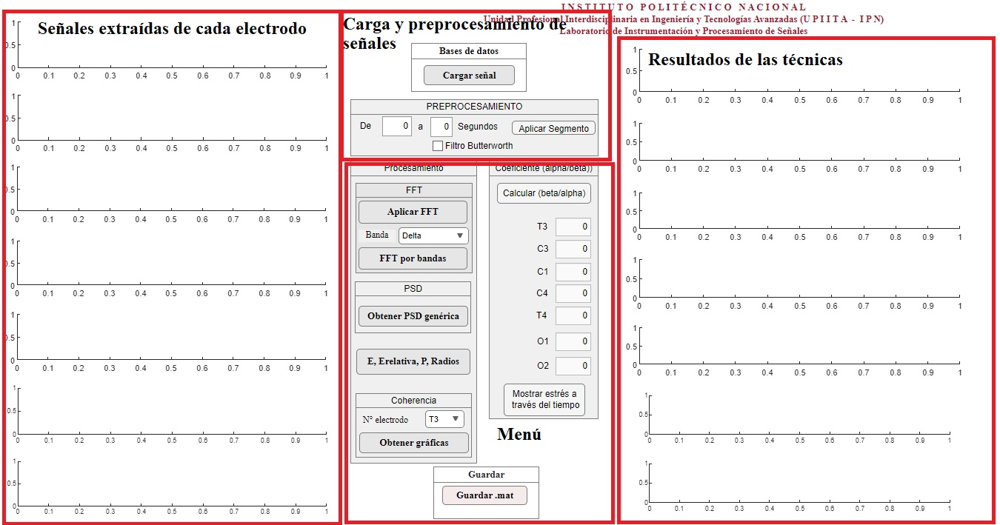 INSTITUTO POLITÉCNICO NACIONAL
Unidad Profesional Interdisciplinaria en Ingeniería y Tecnologías Avanzadas (UPIITA - IPN)
Laboratorio de Instrumentación y Procesamiento de Señales
Señales extraídas de cada electrodo
1
0.5
0
0 0.1 0.2 0.3 0.4 0.5 0.6 0.7 0.8 0.9 1
1
0.5
0
0 0.1 0.2 0.3 0.4 0.5 0.6 0.7 0.8 0.9 1
1
0.5
0
0 0.1 0.2 0.3 0.4 0.5 0.6 0.7 0.8 0.9 1
1
0.5
0
0 0.1 0.2 0.3 0.4 0.5 0.6 0.7 0.8 0.9 1
1
0.5
0
0 0.1 0.2 0.3 0.4 0.5 0.6 0.7 0.8 0.9 1
1
0.5
0
0 0.1 0.2 0.3 0.4 0.5 0.6 0.7 0.8 0.9 1
1
0.5
0
0 0.1 0.2 0.3 0.4 0.5 0.6 0.7 0.8 0.9 1
Carga y preprocesamiento de
señales
Bases de datos
Cargar señal
PREPROCESAMIENTO
De 0 a 0 Segundos Aplicar Segmento
Filtro Butterworth
Procesamiento
FFT
Aplicar FFT
Banda Delta
FFT por bandas
PSD
Obtener PSD genérica
E, Erelativa, P, Radios
Coherencia
N° electrodo T3
Obtener gráficas
Coeficiente (alpha/beta))
Calcular (beta/alpha)
T3 0
C3 0
C1 0
C4 0
T4 0
O1 0
O2 0
Mostrar estrés a
través del tiempo
Menú
Guardar
Guardar .mat
Resultados de las técnicas
1
0.5
0
0 0.1 0.2 0.3 0.4 0.5 0.6 0.7 0.8 0.9 1
1
0.5
0
0 0.1 0.2 0.3 0.4 0.5 0.6 0.7 0.8 0.9 1
1
0.5
0
0 0.1 0.2 0.3 0.4 0.5 0.6 0.7 0.8 0.9 1
1
0.5
0
0 0.1 0.2 0.3 0.4 0.5 0.6 0.7 0.8 0.9 1
1
0.5
0
0 0.1 0.2 0.3 0.4 0.5 0.6 0.7 0.8 0.9 1
1
0.5
0
0 0.1 0.2 0.3 0.4 0.5 0.6 0.7 0.8 0.9 1
1
0.5
0
0 0.1 0.2 0.3 0.4 0.5 0.6 0.7 0.8 0.9 1